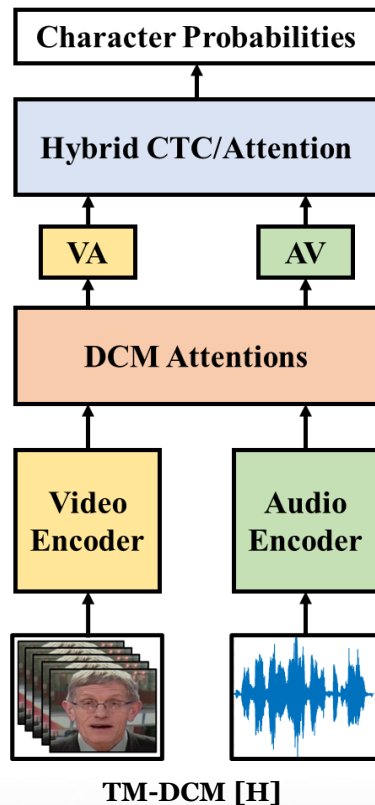 Character Probabilities
Hybrid CTC/Attention
VA
AV
DCM Attentions
Video
Encoder
Audio
Encoder
TM-DCM [H]